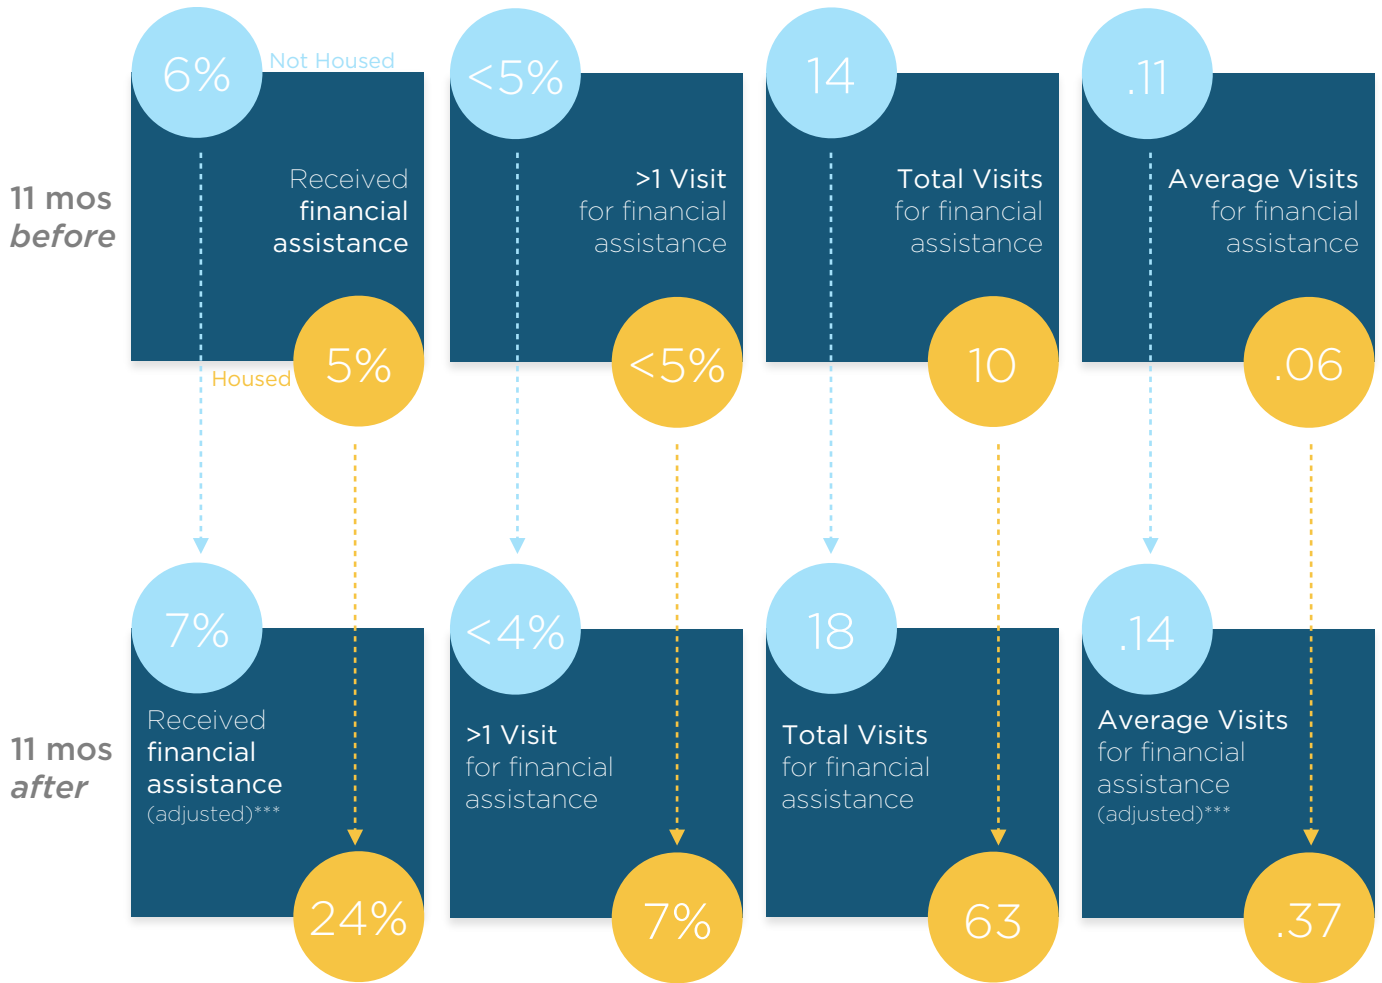 6%
Not Housed
<5%
14
.11
11 mos
before
Received
financial
assistance
>1 Visit
for financial
assistance
Total Visits
for financial
assistance
Average Visits
for financial
assistance
Housed
5%
<5%
10
.06
7%
<4%
18
.14
11 mos
after
Received
financial
assistance
(adjusted)***
>1 Visit
for financial
assistance
Total Visits
for financial
assistance
Average Visits
for financial
assistance
(adjusted)***
24%
7%
63
.37